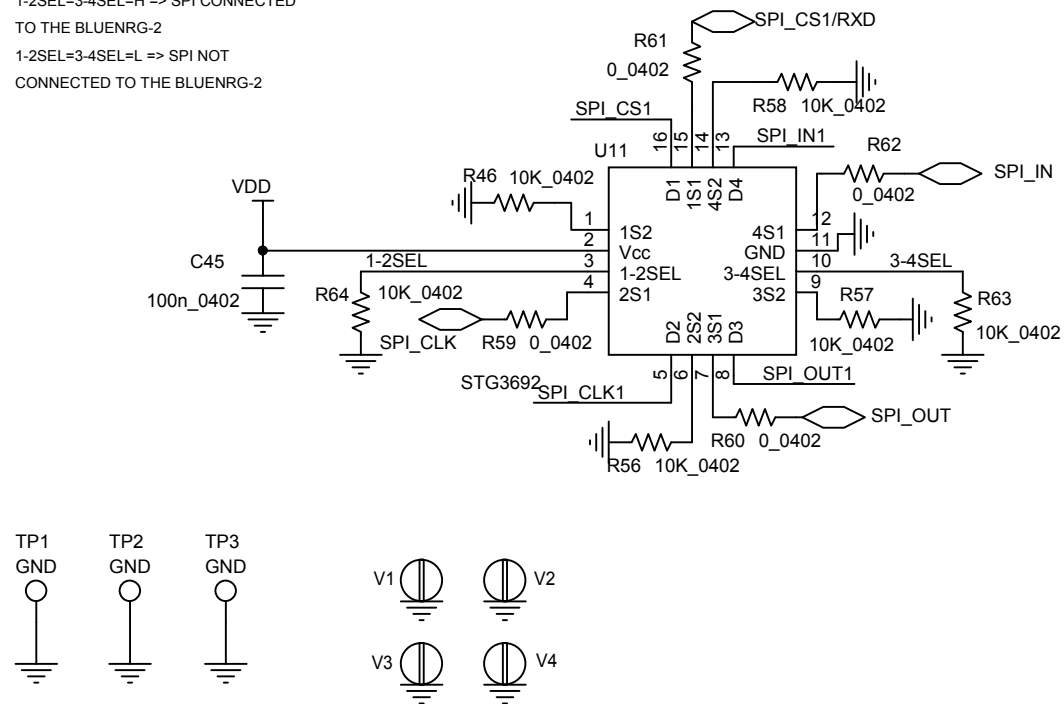 1-2SEL=3-4SEL=H => SPI CONNECTED
TO THE BLUENRG-2
1-2SEL=3-4SEL=L => SPI NOT
CONNECTED TO THE BLUENRG-2
SPI_CS1/RXD
R61
0_0402
R58 10K_0402
SPI_CS1
16
15
14
13
SPI_IN1
U11
R62
0_0402
SPI_IN
D1
1S1
4S2
D4
R46 10K_0402
VDD
1
2
3
4
1S2
Vcc
1-2SEL
2S1
4S1
GND
3-4SEL
3S2
12
11
10
9
C45
100n_0402
1-2SEL
R64 10K_0402
3-4SEL
R63
10K_0402
R57
10K_0402
SPI_CLK
R59 0_0402
D2
2S2
3S1
D3
STG3692
SPI_CLK1
5
6
7
8
SPI_OUT1
SPI_OUT
R60 0_0402
R56 10K_0402
TP1
GND
TP2
GND
TP3
GND
V1
V2
V3
V4